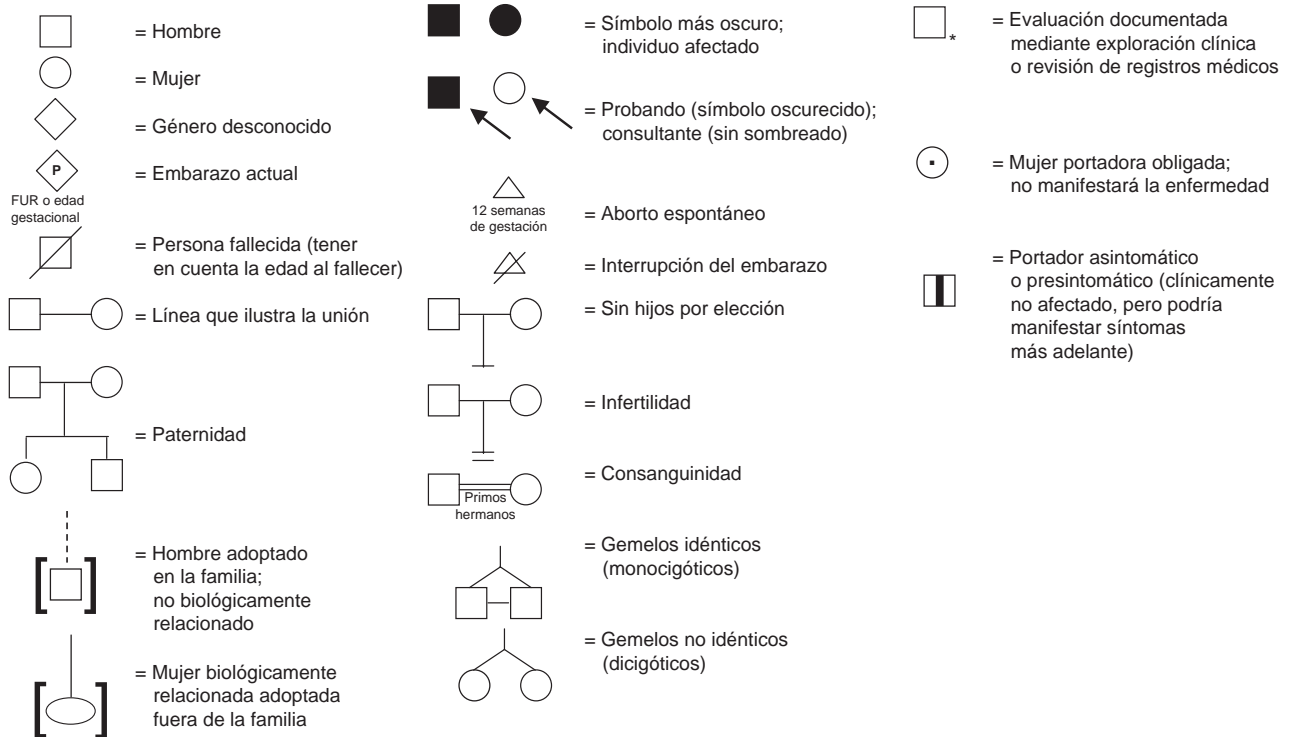 = Hombre
= Mujer
= Género desconocido
P
= Embarazo actual
FUR o edad
gestacional
= Persona fallecida (tener
en cuenta la edad al fallecer)
= Línea que ilustra la unión
= Paternidad
= Hombre adoptado
en la familia;
no biológicamente
relacionado
= Mujer biológicamente
relacionada adoptada
fuera de la familia
= Símbolo más oscuro;
individuo afectado
= Probando (símbolo oscurecido);
consultante (sin sombreado)
12 semanas
de gestación
= Aborto espontáneo
= Interrupción del embarazo
= Sin hijos por elección
= Infertilidad
= Consanguinidad
Primos
hermanos
= Gemelos idénticos
(monocigóticos)
= Gemelos no idénticos
(dicigóticos)
*
= Evaluación documentada
mediante exploración clínica
o revisión de registros médicos
= Mujer portadora obligada;
no manifestará la enfermedad
= Portador asintomático
o presintomático (clínicamente
no afectado, pero podría
manifestar síntomas
más adelante)